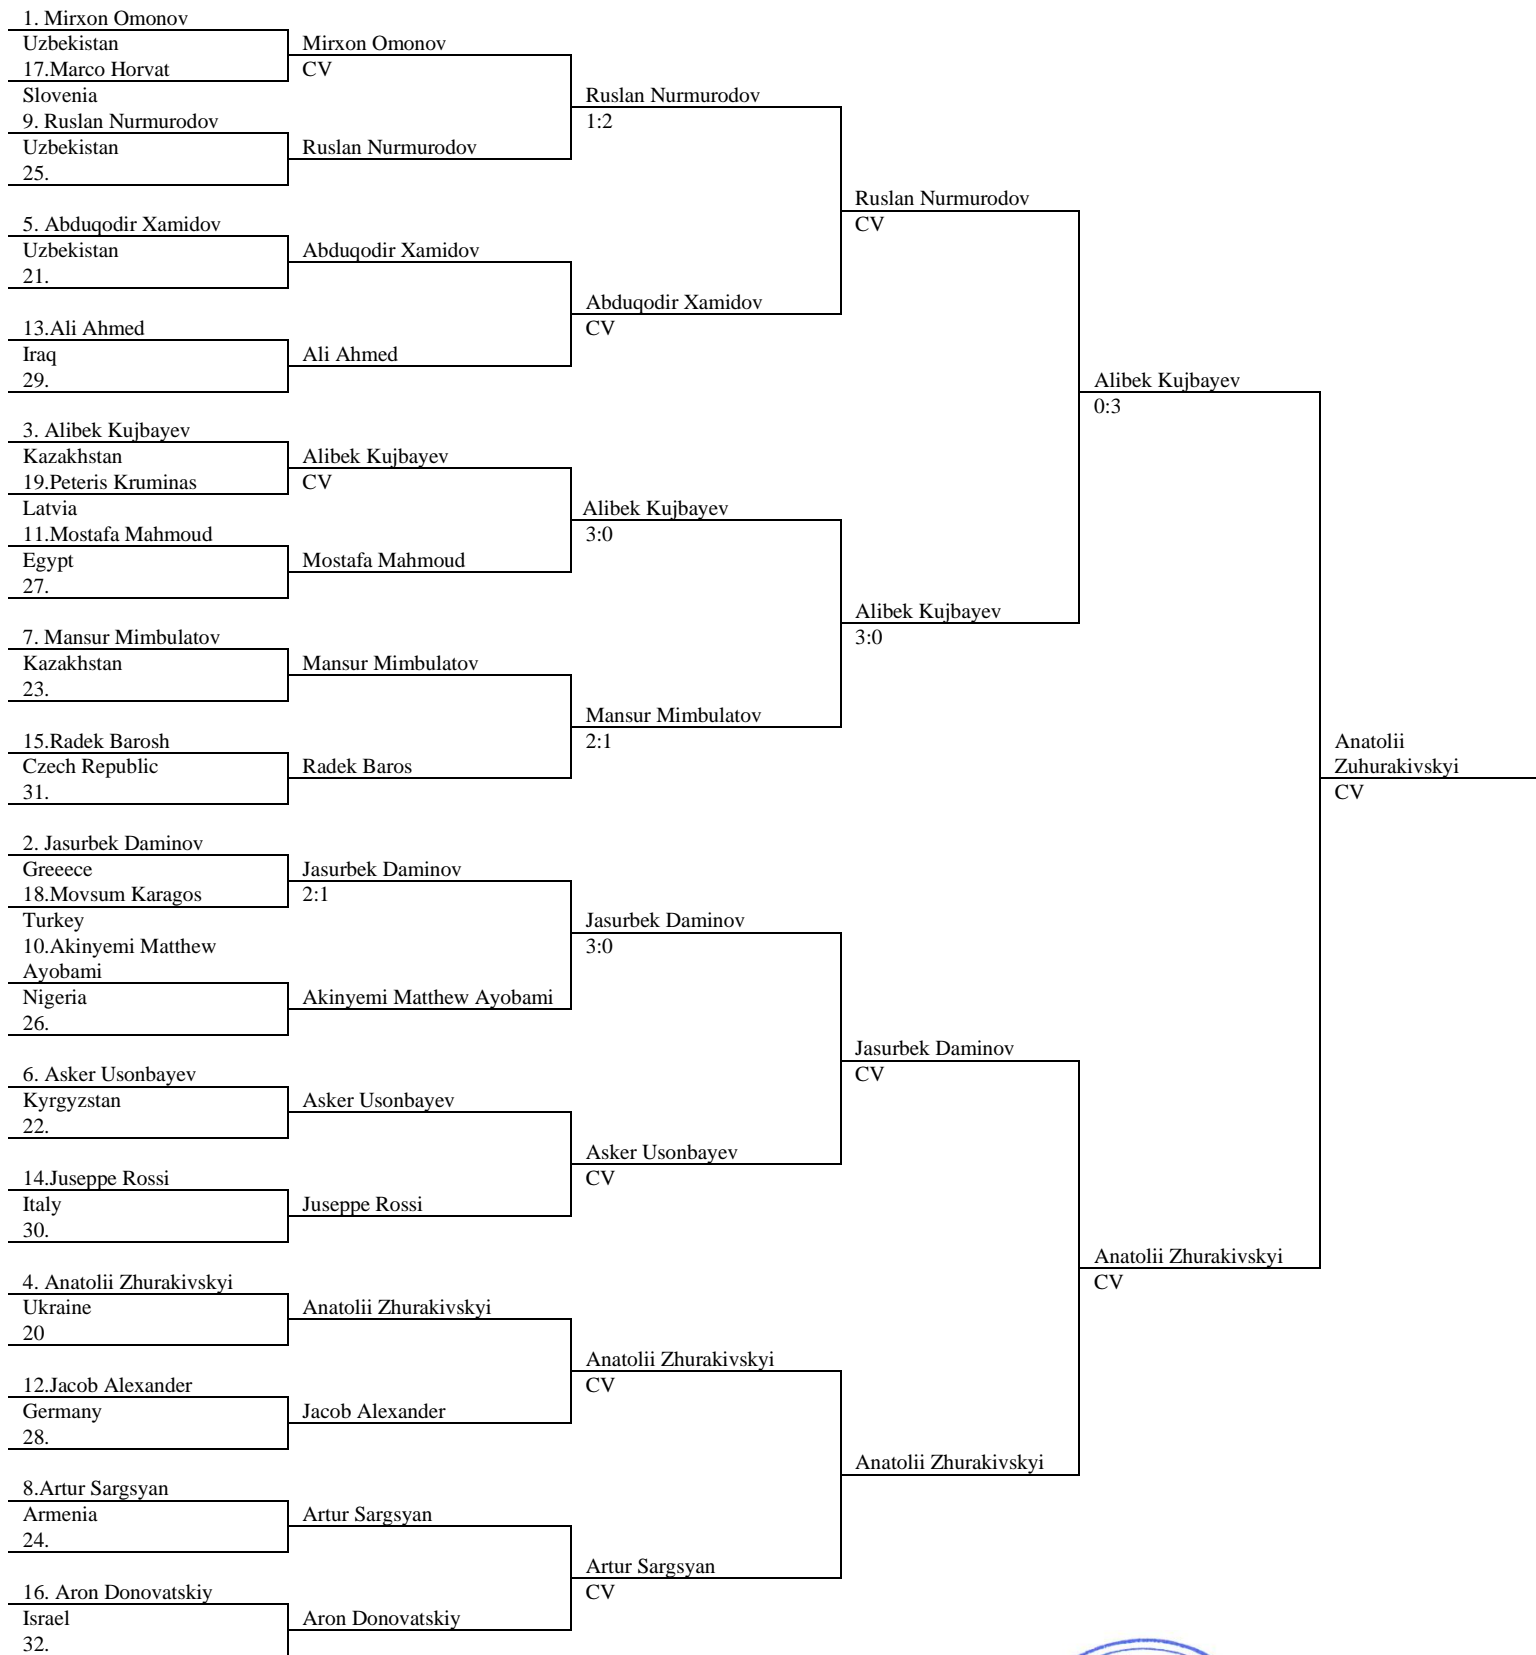 1. Mirxon Omonov
Uzbekistan
17.Marco Horvat
Slovenia
9. Ruslan Nurmurodov
Uzbekistan
25.
5. Abduqodir Xamidov
Uzbekistan
21.
13.Ali Ahmed
Iraq
29.
3. Alibek Kujbayev
Kazakhstan
19.Peteris Kruminas
Latvia
11.Mostafa Mahmoud
Egypt
27.
7. Mansur Mimbulatov
Kazakhstan
23.
15.Radek Barosh
Czech Republic
31.
2. Jasurbek Daminov
Greeece
18.Movsum Karagos
Turkey
10.Akinyemi Matthew
Ayobami
Nigeria
26.
6. Asker Usonbayev
Kyrgyzstan
22.
14.Juseppe Rossi
Italy
30.
4. Anatolii Zhurakivskyi
Ukraine
20
12.Jacob Alexander
Germany
28.
8.Artur Sargsyan
Armenia
24.
16. Aron Donovatskiy
Israel
32.
Mirxon Omonov
CV
Ruslan Nurmurodov
Abduqodir Xamidov
Ali Ahmed
Alibek Kujbayev
CV
Mostafa Mahmoud
Mansur Mimbulatov
Radek Baros
Jasurbek Daminov
2:1
Akinyemi Matthew Ayobami
Asker Usonbayev
Juseppe Rossi
Anatolii Zhurakivskyi
Jacob Alexander
Artur Sargsyan
Aron Donovatskiy
Ruslan Nurmurodov
1:2
Abduqodir Xamidov
CV
Alibek Kujbayev
3:0
Mansur Mimbulatov
2:1
Jasurbek Daminov
3:0
Asker Usonbayev
CV
Anatolii Zhurakivskyi
CV
Artur Sargsyan
CV
Ruslan Nurmurodov
CV
Alibek Kujbayev
3:0
Jasurbek Daminov
CV
Anatolii Zhurakivskyi
Alibek Kujbayev
0:3
Anatolii Zhurakivskyi
CV
Anatolii
Zuhurakivskyi
CV